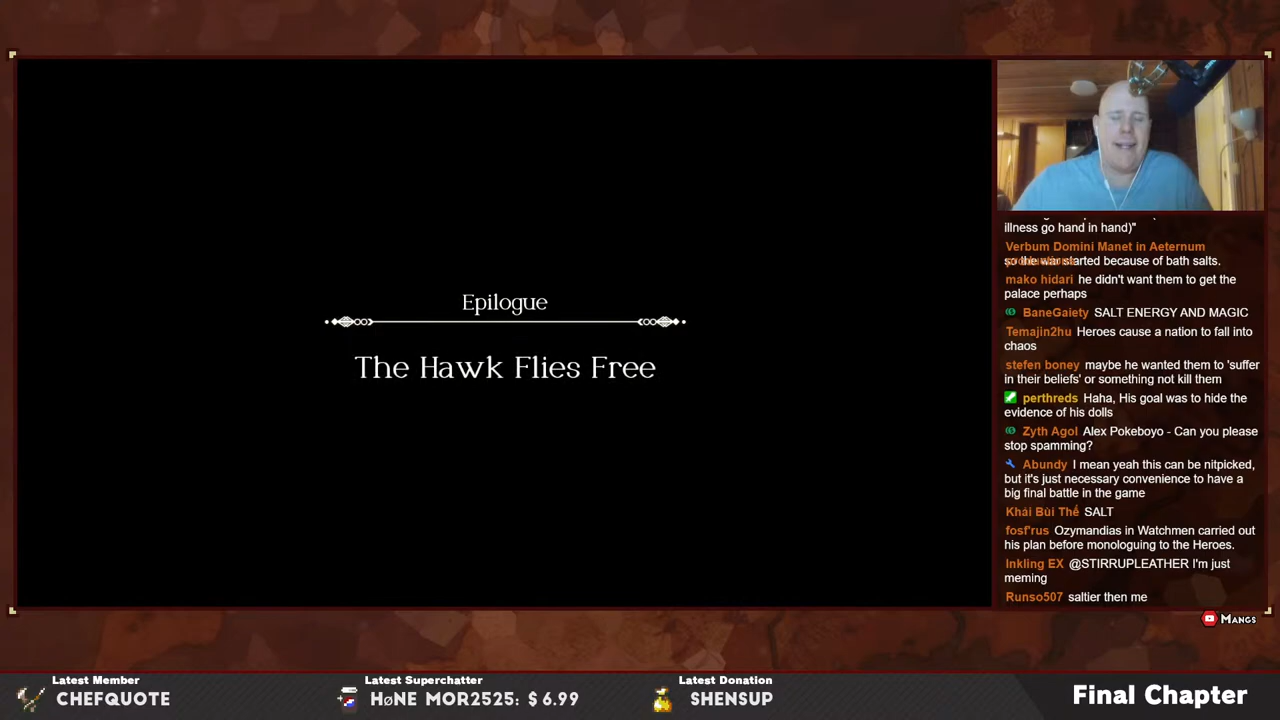 Epilogue
The Hawk Flies Free
illness go hand in hand)"
Verbum Domini Manet in Aeternum
so the war started because of bath salts.
mako hidari he didn't want them to get the
palace perhaps
BaneGaiety SALT ENERGY AND MAGIC
Temajin2hu Heroes cause a nation to fall into
chaos
stefen boney maybe he wanted them to 'suffer
in their beliefs' or something not kill them
perthreds Haha, His goal was to hide the
evidence of his dolls
Zyth Agol Alex Pokeboyo - Can you please
stop spamming?
Abundy I mean yeah this can be nitpicked,
but it's just necessary convenience to have a
big final battle in the game
Khái Bùi Thế SALT
fosf'rus Ozymandias in Watchmen carried out
his plan before monologuing to the Heroes.
Inkling EX @STIRRUPLEATHER I'm just
meming
Runso507 saltier then me
Mangs
Latest Member
CHEFQUOTE
Latest Superchatter
HøNE MOR2525: $6.99
Latest Donation
SHENSUP
Final Chapter